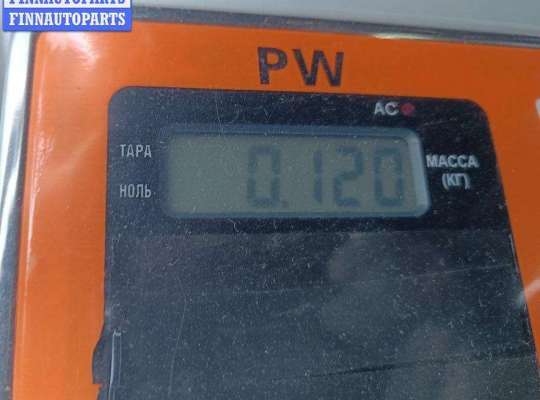 FINNAUTOPARTS
FINNAUTOPARTS
PW
AC
ТАРА
0.120
МАССА
(КГ)
НОЛЬ